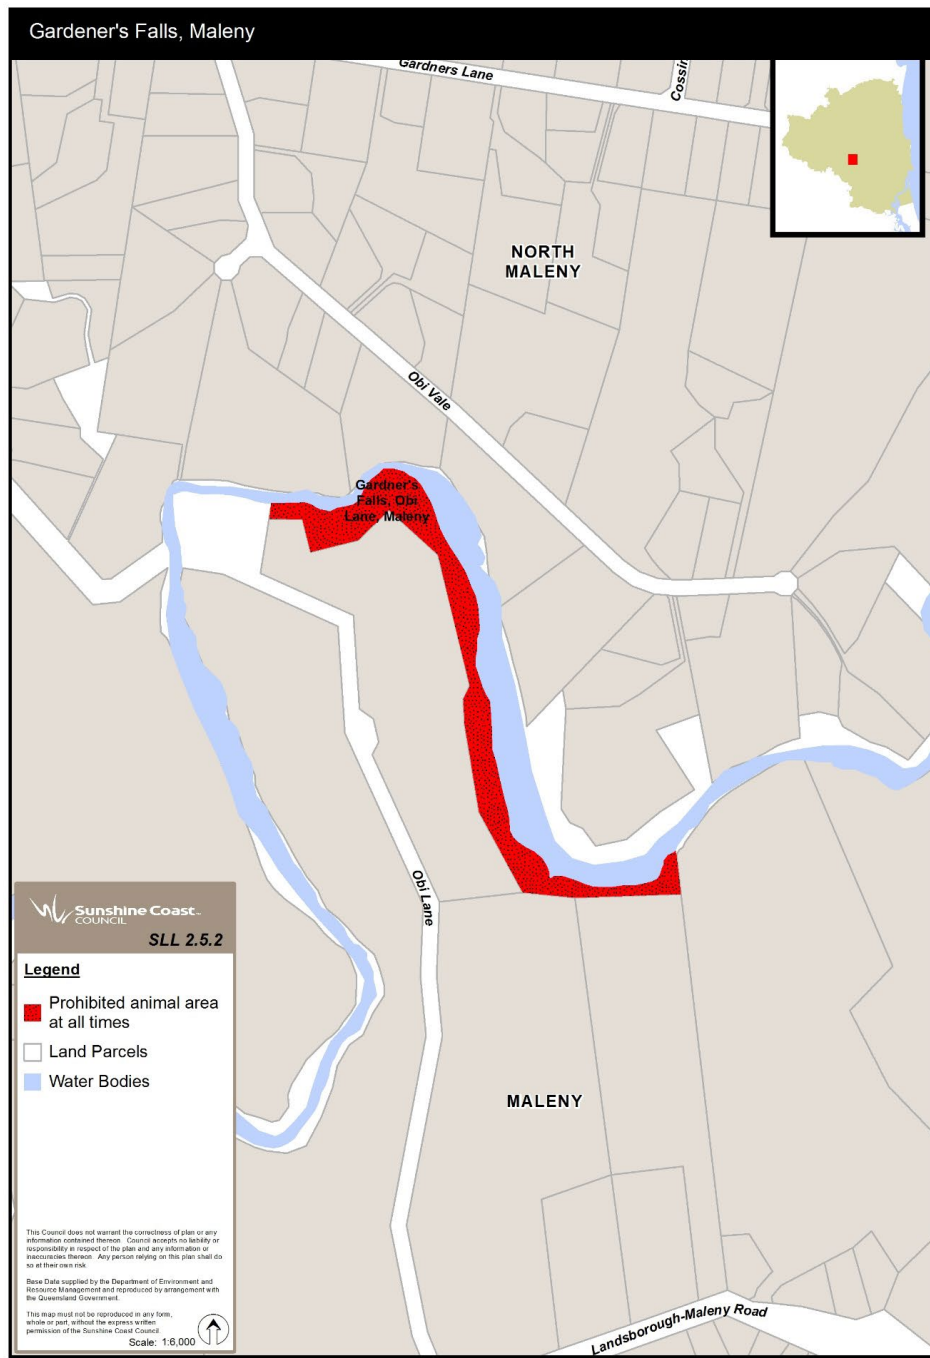 Gardener's Falls, Maleny
Gardners Lane
Cossin
NORTH
MALENY
Obi Vale
Gardner's
Falls, Obi
Lane, Maleny
Obi Lane
Sunshine Coast™
COUNCIL
SLL 2.5.2
Legend
Prohibited animal area
at all times
Land Parcels
Water Bodies
MALENY
This Council does not warrant the correctness of plan or any
information contained thereon. Council accepts no liability or
responsibility in respect of the plan and any information or
inaccuracies thereon. Any person relying on this plan shall do
so at their own risk.
Base Data supplied by the Department of Environment and
Resource Management and reproduced by arrangement with
the Queensland Government.
This map must not be reproduced in any form,
whole or part, without the express written
permission of the Sunshine Coast Council.
Scale: 1:6,000
Landsborough-Maleny Road